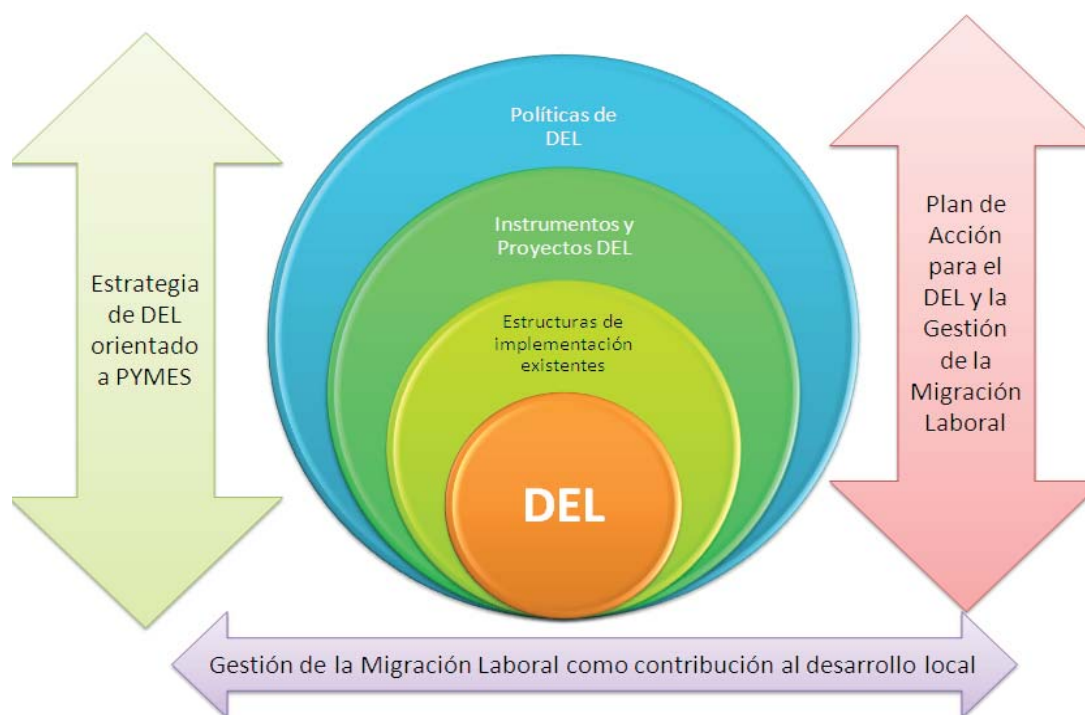 Políticas de
DEL
Instrumentos y
Proyectos DEL
Estructuras de
implementación
existentes
DEL
Estrategia
de DEL
orientado
a PYMES
Plan de
Acción
para el
DEL y la
Gestión
de la
Migración
Laboral
Gestión de la Migración Laboral como contribución al desarrollo local